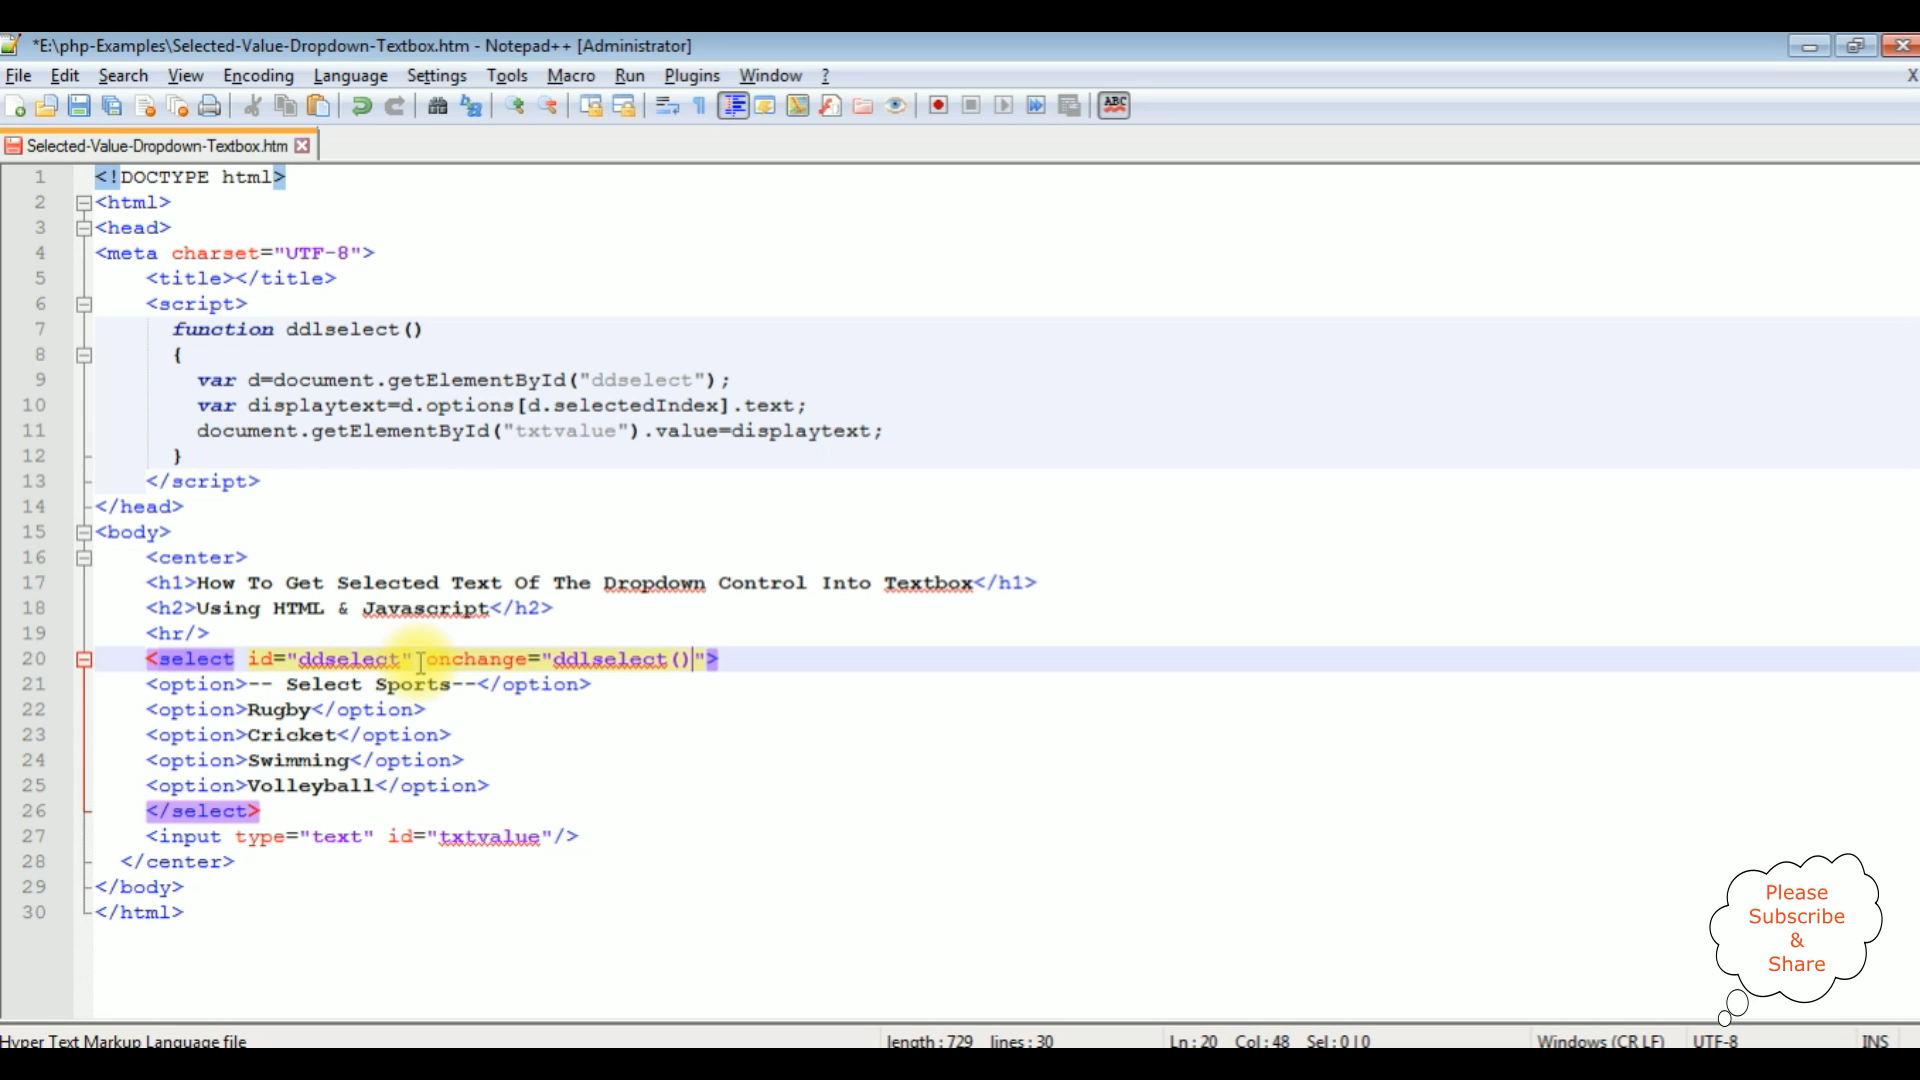 *E:\php-Examples\Selected-Value-Dropdown-Textbox.htm - Notepad++ [Administrator]
File Edit Search View Encoding Language Settings Tools Macro Run Plugins Window ? X
ABC
Selected-Value-Dropdown-Textbox.htm
1 <!DOCTYPE html>
2 <html>
3 <head>
4 <meta charset="UTF-8">
5 <title></title>
6 <script>
7 function ddlselect()
8 {
9 var d=document.getElementById("ddselect");
10 var displaytext=d.options[d.selectedIndex].text;
11 document.getElementById("txtvalue").value=displaytext;
12 }
13 </script>
14 </head>
15 <body>
16 <center>
17 <h1>How To Get Selected Text Of The Dropdown Control Into Textbox</h1>
18 <h2>Using HTML & Javascript</h2>
19 <hr/>
20 <select id="ddselect" onchange="ddlselect()">
21 <option>-- Select Sports--</option>
22 <option>Rugby</option>
23 <option>Cricket</option>
24 <option>Swimming</option>
25 <option>Volleyball</option>
26 </select>
27 <input type="text" id="txtvalue"/>
28 </center>
29 </body>
30 </html>
Please
Subscribe
&
Share
Hyper Text Markup Language file length : 729 lines : 30 Ln : 20 Col : 48 Sel : 0 | 0 Windows (CR LF) UTF-8 INS